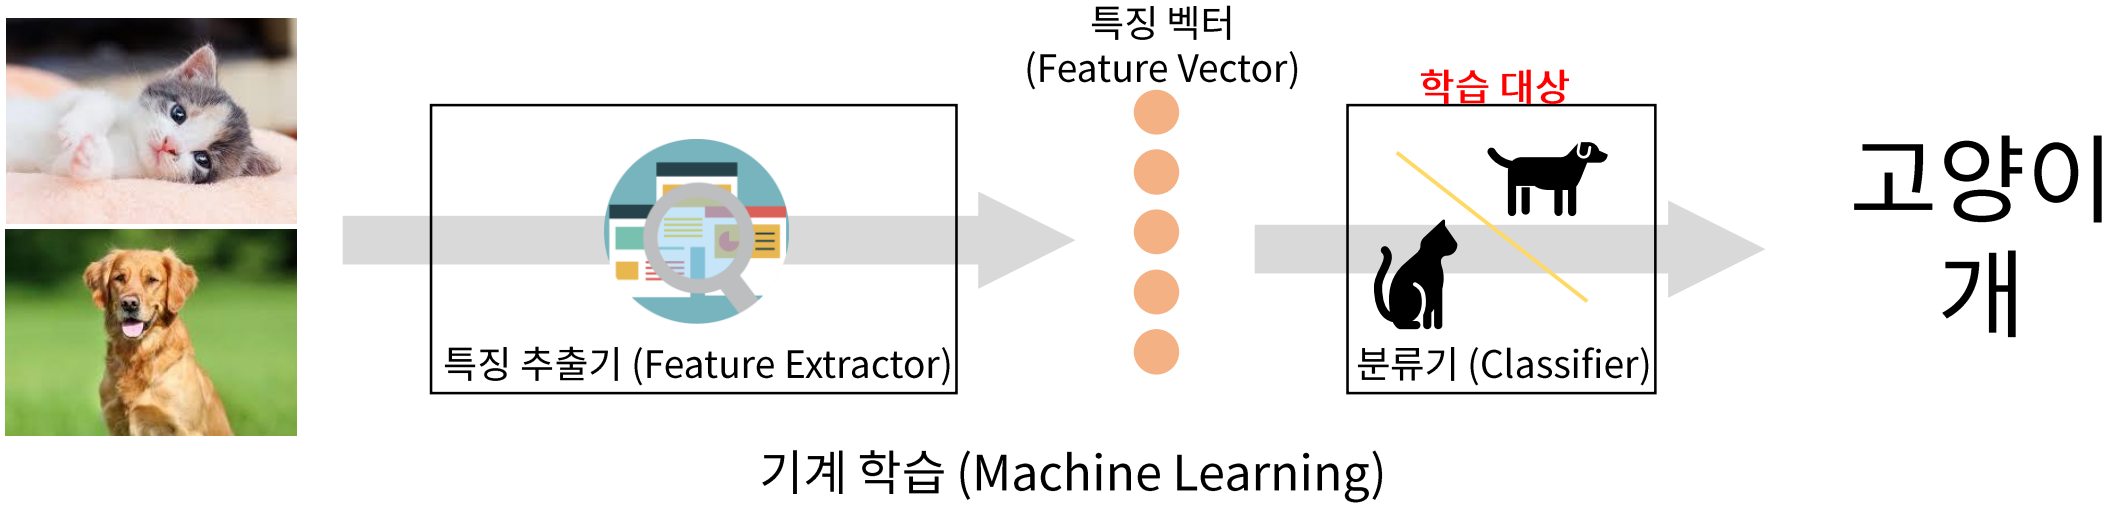 특징 벡터
(Feature Vector)
학습 대상
특징 추출기 (Feature Extractor)
분류기 (Classifier)
고양이
개
기계 학습 (Machine Learning)